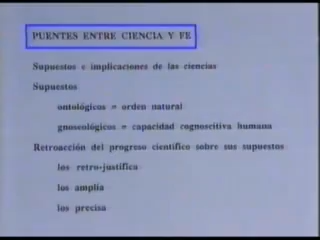 PUENTES ENTRE CIENCIA Y FE
Supuestos e implicaciones de las ciencias
Supuestos
ontológicos = orden natural
gnoseológicos = capacidad cognoscitiva humana
Retroacción del progreso científico sobre sus supuestos
los retro-justifica
los amplía
los precisa